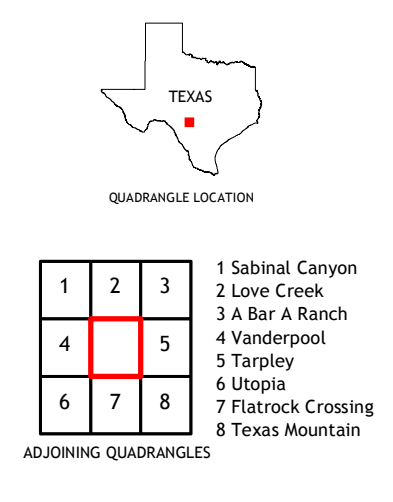 TEXAS
QUADRANGLE LOCATION
1 2 3
4 5
6 7 8
ADJOINING QUADRANGLES
1 Sabinal Canyon
2 Love Creek
3 A Bar A Ranch
4 Vanderpool
5 Tarpley
6 Utopia
7 Flatrock Crossing
8 Texas Mountain